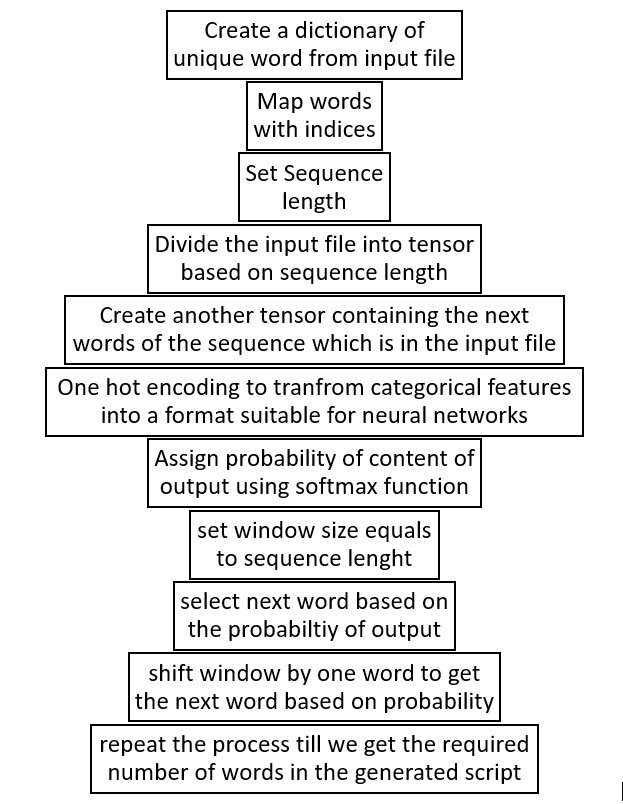 Create a dictionary of
unique word from input file
Map words
with indices
Set Sequence
length
Divide the input file into tensor
based on sequence length
Create another tensor containing the next
words of the sequence which is in the input file
One hot encoding to tranfrom categorical features
into a format suitable for neural networks
Assign probability of content of
output using softmax function
set window size equals
to sequence lenght
select next word based on
the probabiltiy of output
shift window by one word to get
the next word based on probability
repeat the process till we get the required
number of words in the generated script